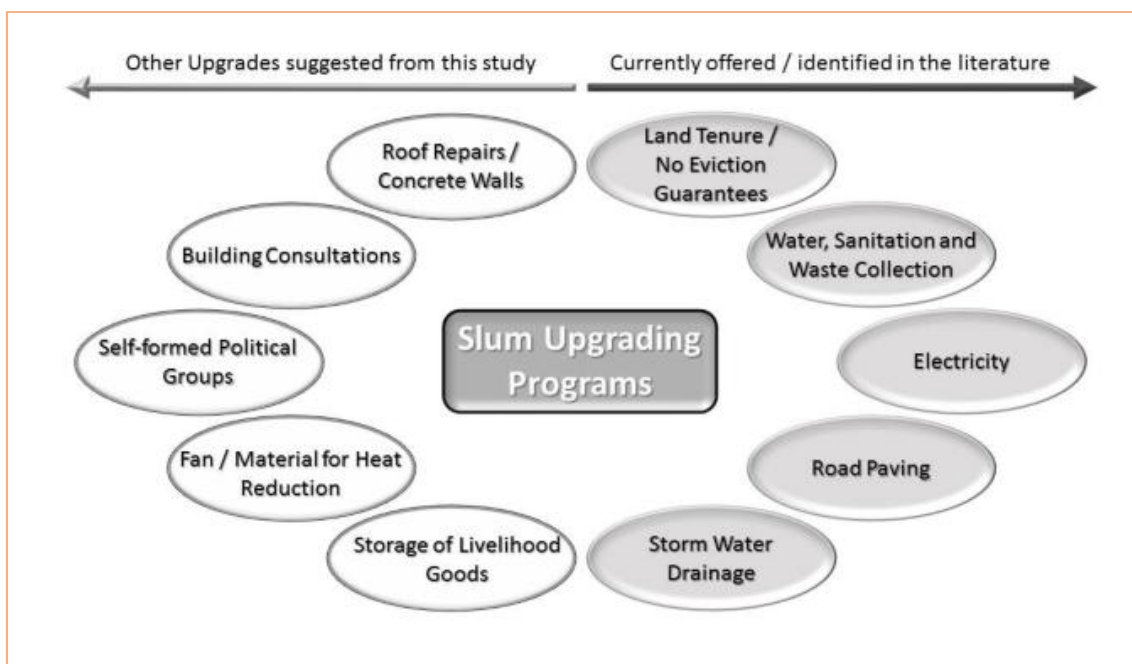 Other Upgrades suggested from this study
Currently offered / identified in the literature
Roof Repairs /
Concrete Walls
Land Tenure /
No Eviction
Guarantees
Building Consultations
Water, Sanitation and
Waste Collection
Self-formed Political
Groups
Slum Upgrading
Programs
Electricity
Fan / Material for Heat
Reduction
Road Paving
Storage of Livelihood
Goods
Storm Water
Drainage